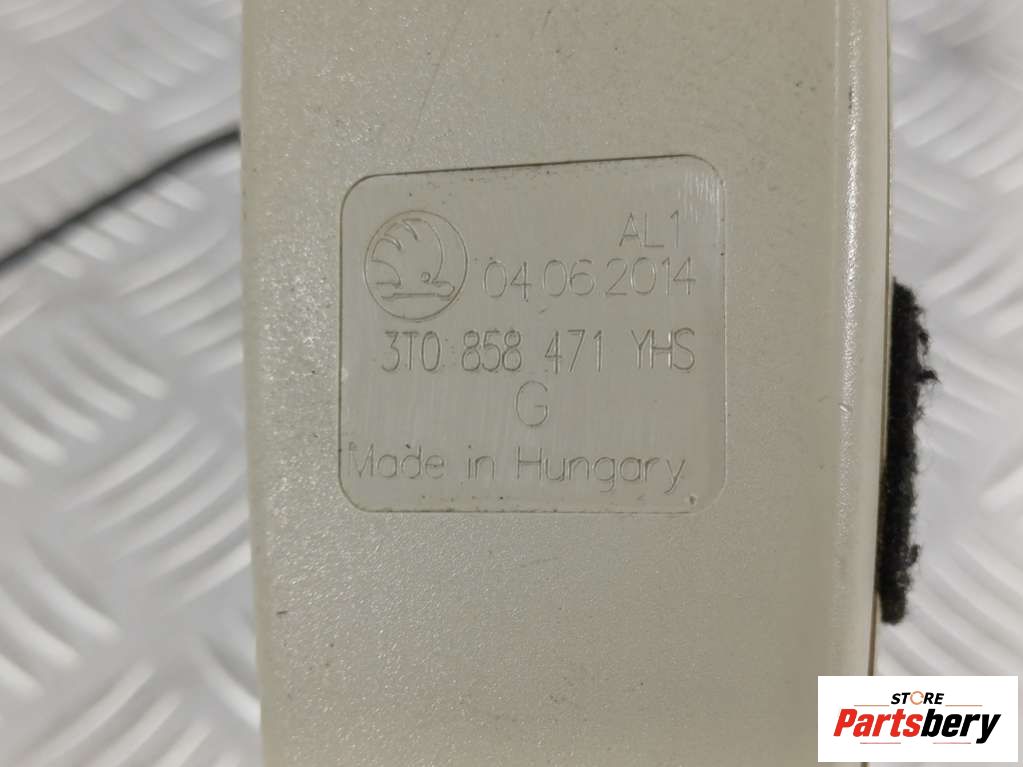 AL1
04.06.2014
3T0 858 471 YHS
G
Made in Hungary
STORE
Partsbery